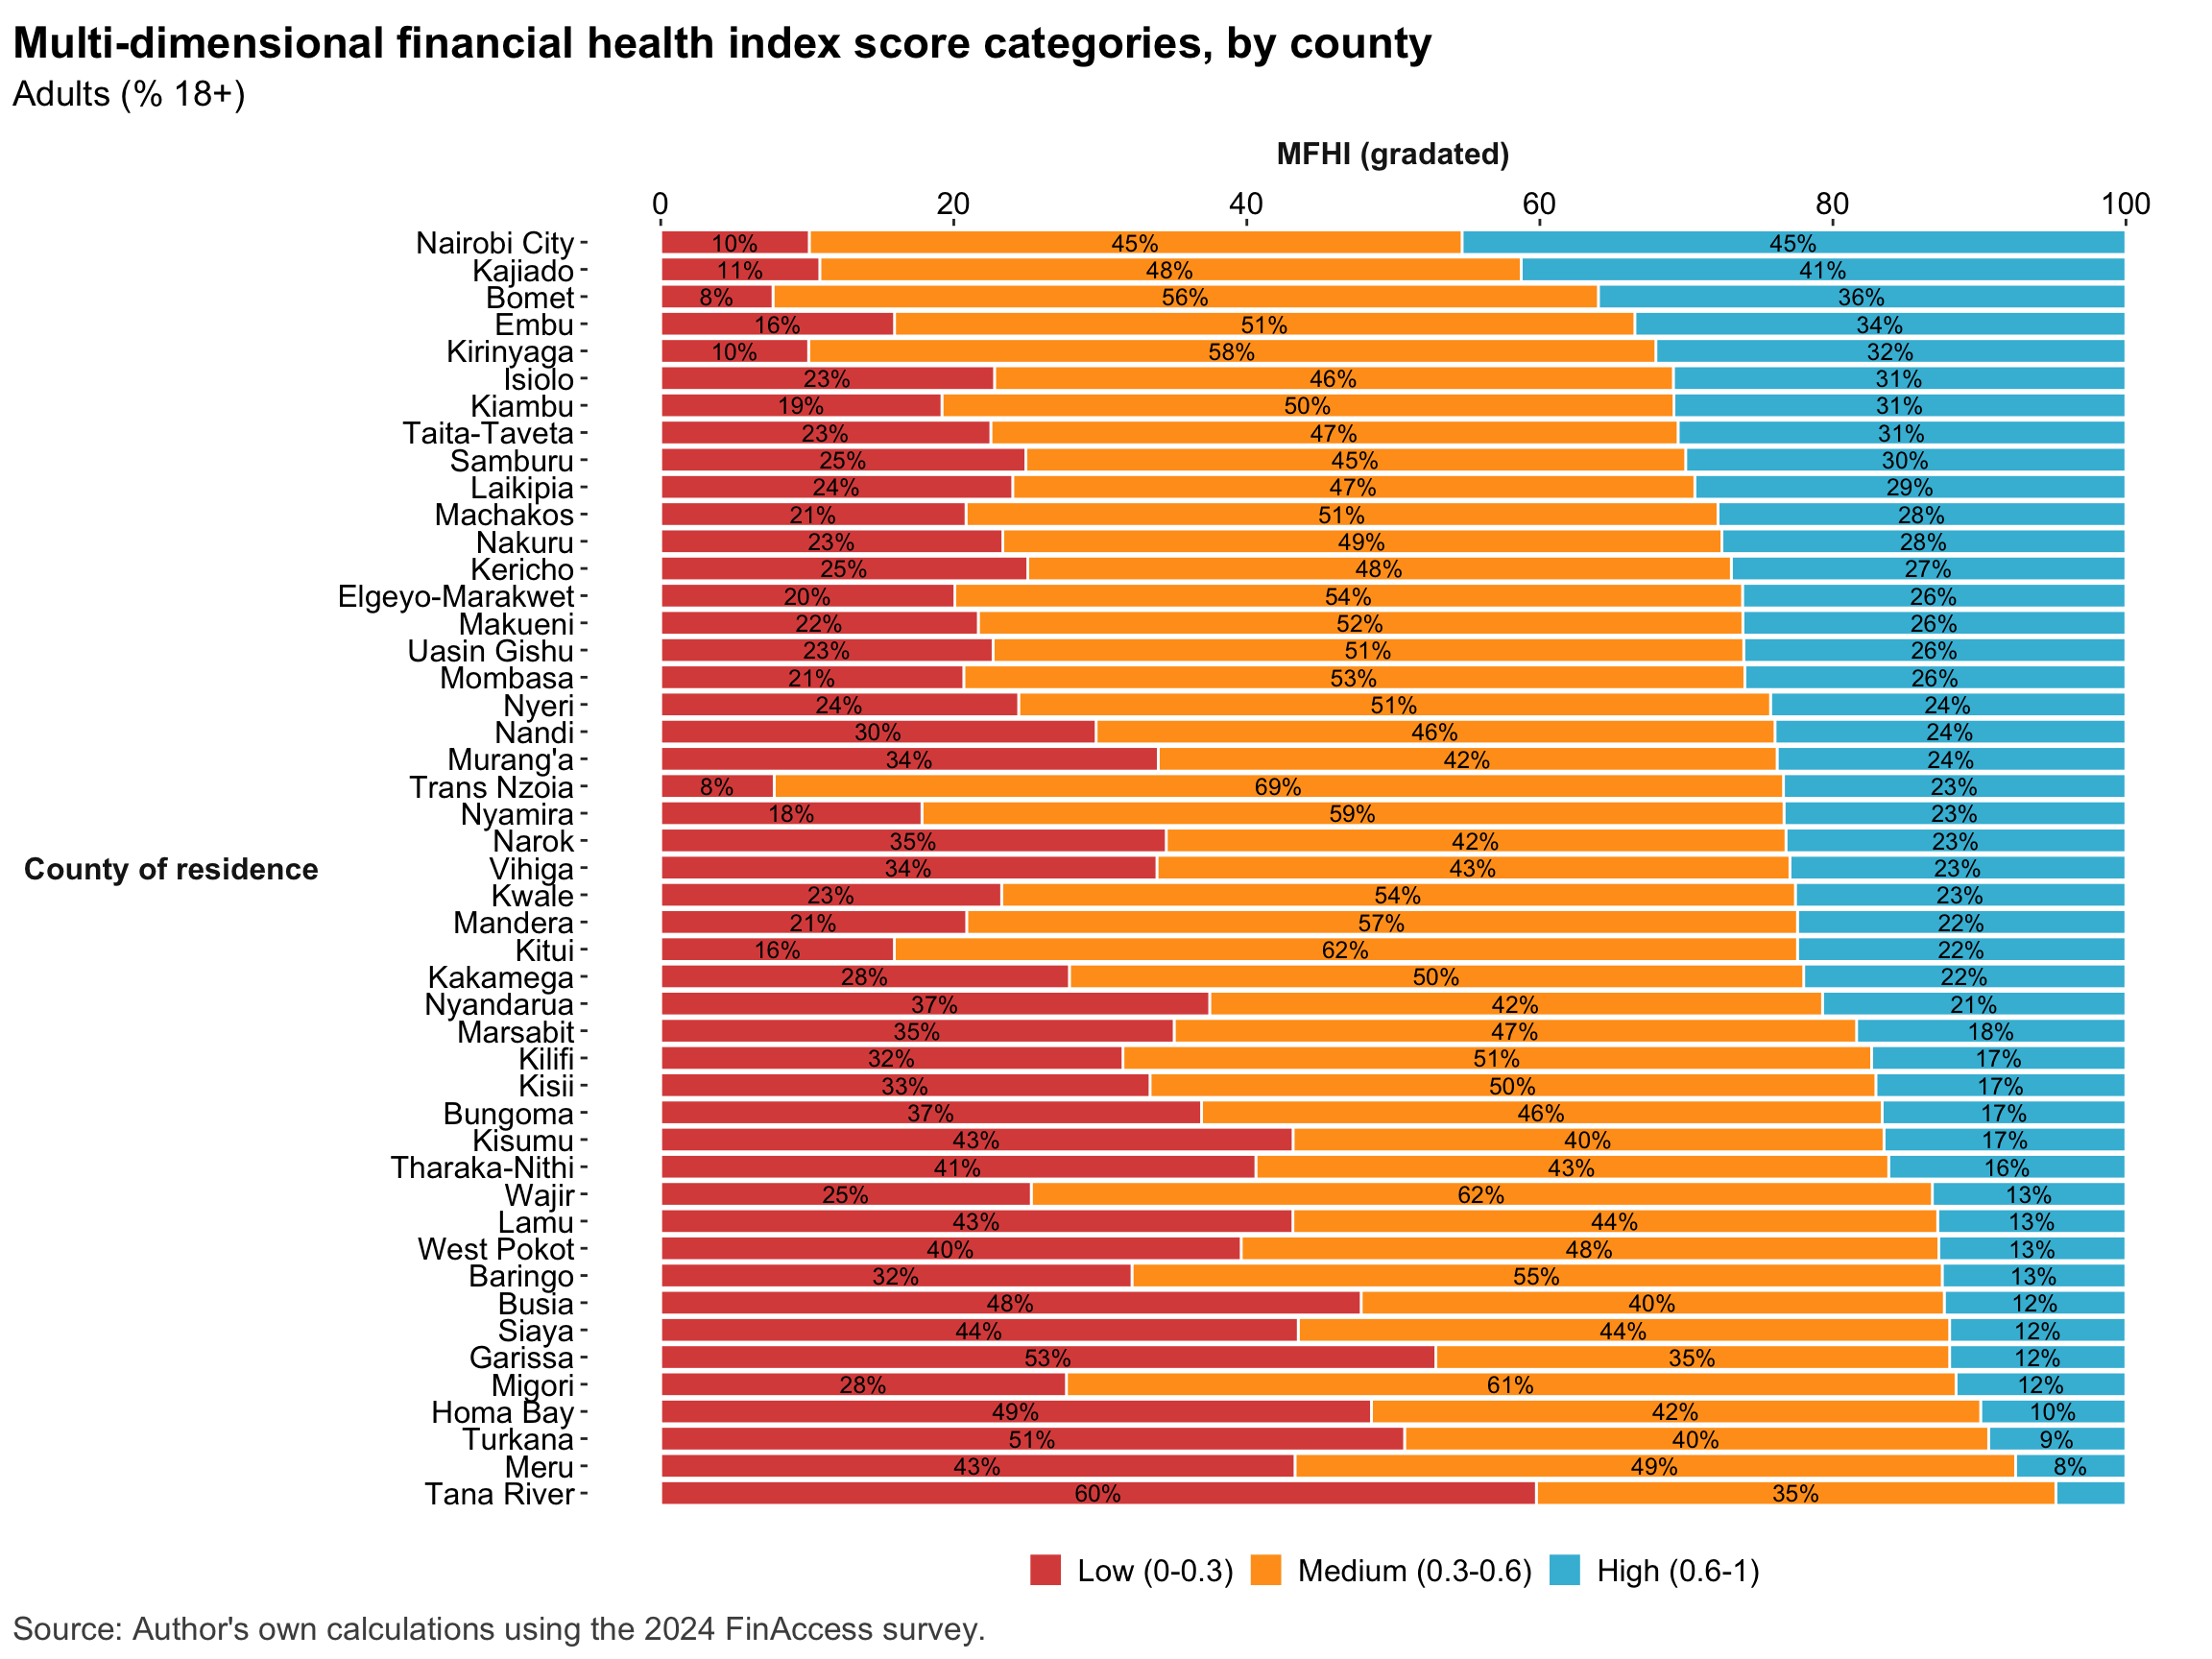 Multi-dimensional financial health index score categories, by county
Adults (% 18+)
MFHI (gradated)
0 20 40 60 80 100
Nairobi City 10% 45% 45%
Kajiado 11% 48% 41%
Bomet 8% 56% 36%
Embu 16% 51% 34%
Kirinyaga 10% 58% 32%
Isiolo 23% 46% 31%
Kiambu 19% 50% 31%
Taita-Taveta 23% 47% 31%
Samburu 25% 45% 30%
Laikipia 24% 47% 29%
Machakos 21% 51% 28%
Nakuru 23% 49% 28%
Kericho 25% 48% 27%
Elgeyo-Marakwet 20% 54% 26%
Makueni 22% 52% 26%
Uasin Gishu 23% 51% 26%
Mombasa 21% 53% 26%
Nyeri 24% 51% 24%
Nandi 30% 46% 24%
Murang'a 34% 42% 24%
Trans Nzoia 8% 69% 23%
Nyamira 18% 59% 23%
Narok 35% 42% 23%
County of residence
Vihiga 34% 43% 23%
Kwale 23% 54% 23%
Mandera 21% 57% 22%
Kitui 16% 62% 22%
Kakamega 28% 50% 22%
Nyandarua 37% 42% 21%
Marsabit 35% 47% 18%
Kilifi 32% 51% 17%
Kisii 33% 50% 17%
Bungoma 37% 46% 17%
Kisumu 43% 40% 17%
Tharaka-Nithi 41% 43% 16%
Wajir 25% 62% 13%
Lamu 43% 44% 13%
West Pokot 40% 48% 13%
Baringo 32% 55% 13%
Busia 48% 40% 12%
Siaya 44% 44% 12%
Garissa 53% 35% 12%
Migori 28% 61% 12%
Homa Bay 49% 42% 10%
Turkana 51% 40% 9%
Meru 43% 49% 8%
Tana River 60% 35%
Low (0-0.3) Medium (0.3-0.6) High (0.6-1)
Source: Author's own calculations using the 2024 FinAccess survey.